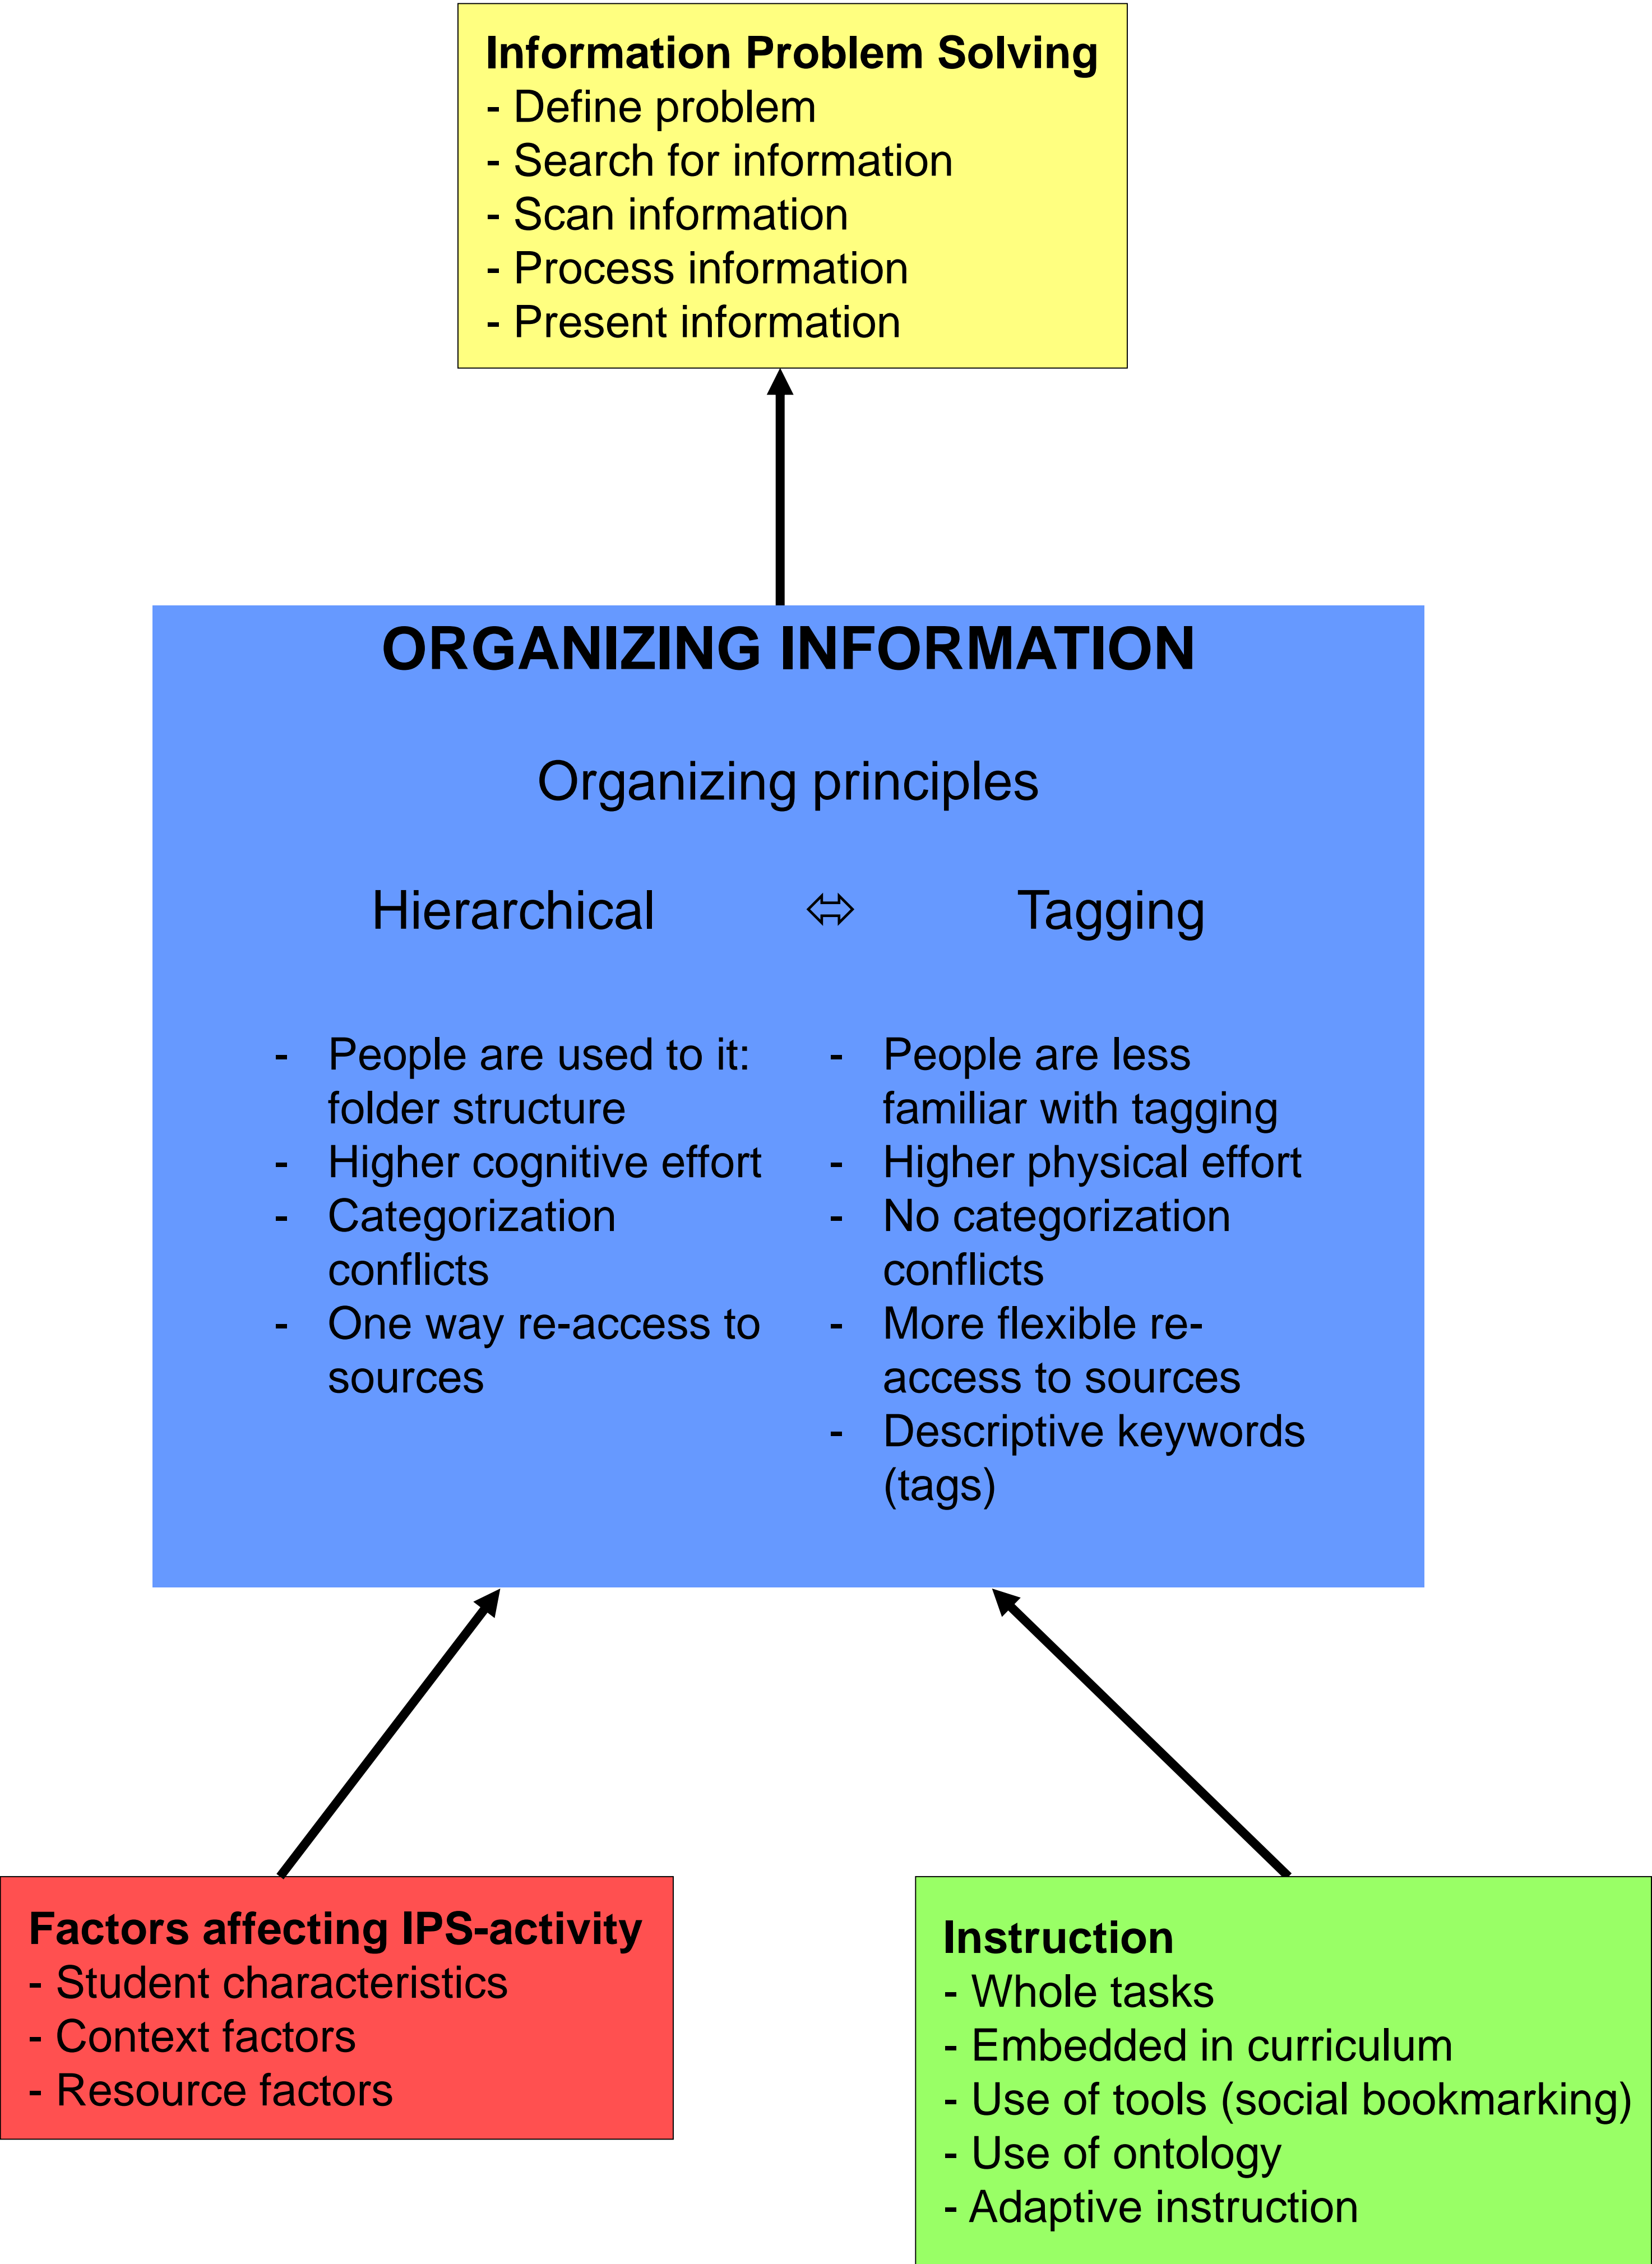 Information Problem Solving
- Define problem
- Search for information
- Scan information
- Process information
- Present information
ORGANIZING INFORMATION
Organizing principles
Hierarchical ⬄ Tagging
- People are used to it:
folder structure
- Higher cognitive effort
- Categorization
conflicts
- One way re-access to
sources
- People are less
familiar with tagging
- Higher physical effort
- No categorization
conflicts
- More flexible re-
access to sources
- Descriptive keywords
(tags)
Factors affecting IPS-activity
- Student characteristics
- Context factors
- Resource factors
Instruction
- Whole tasks
- Embedded in curriculum
- Use of tools (social bookmarking)
- Use of ontology
- Adaptive instruction